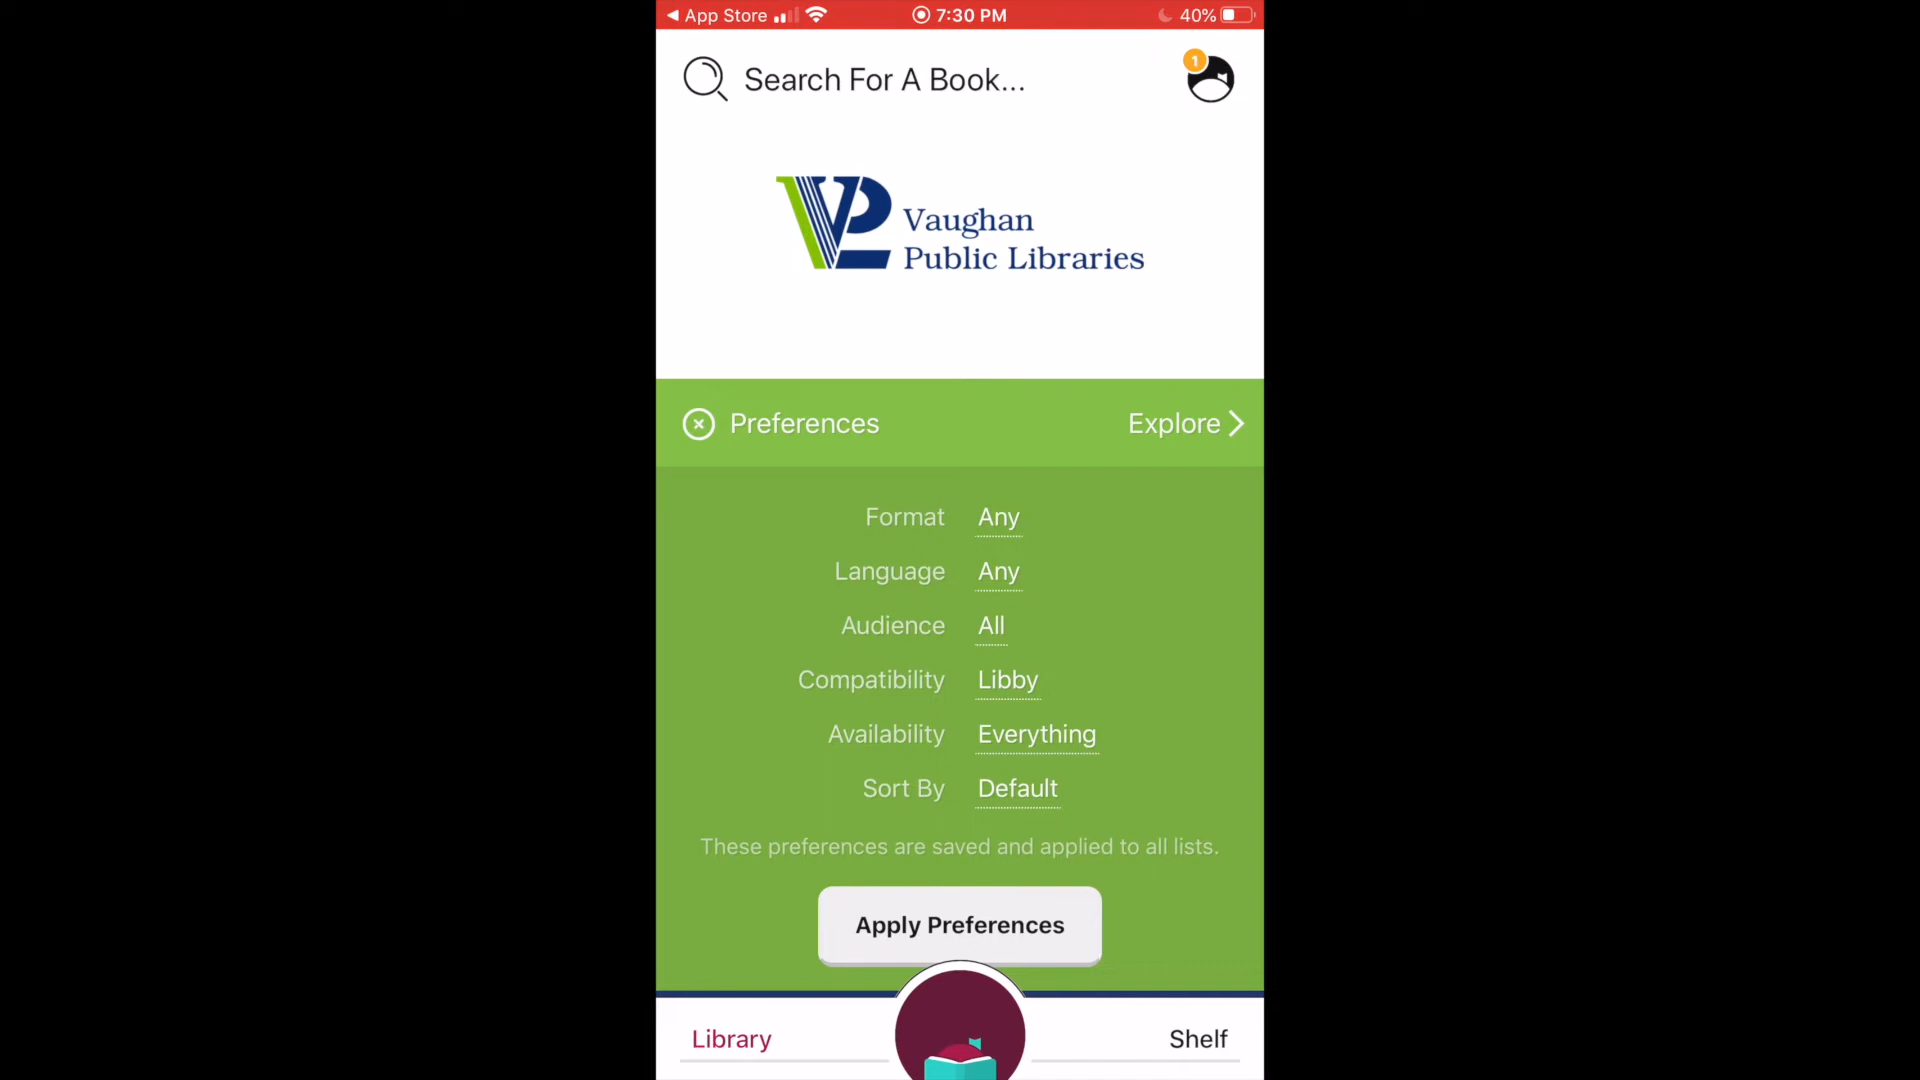 App Store 7:30 PM 40%
Search For A Book...
1
Vaughan
Public Libraries
Preferences Explore
Format Any
Language Any
Audience All
Compatibility Libby
Availability Everything
Sort By Default
These preferences are saved and applied to all lists.
Apply Preferences
Library Shelf